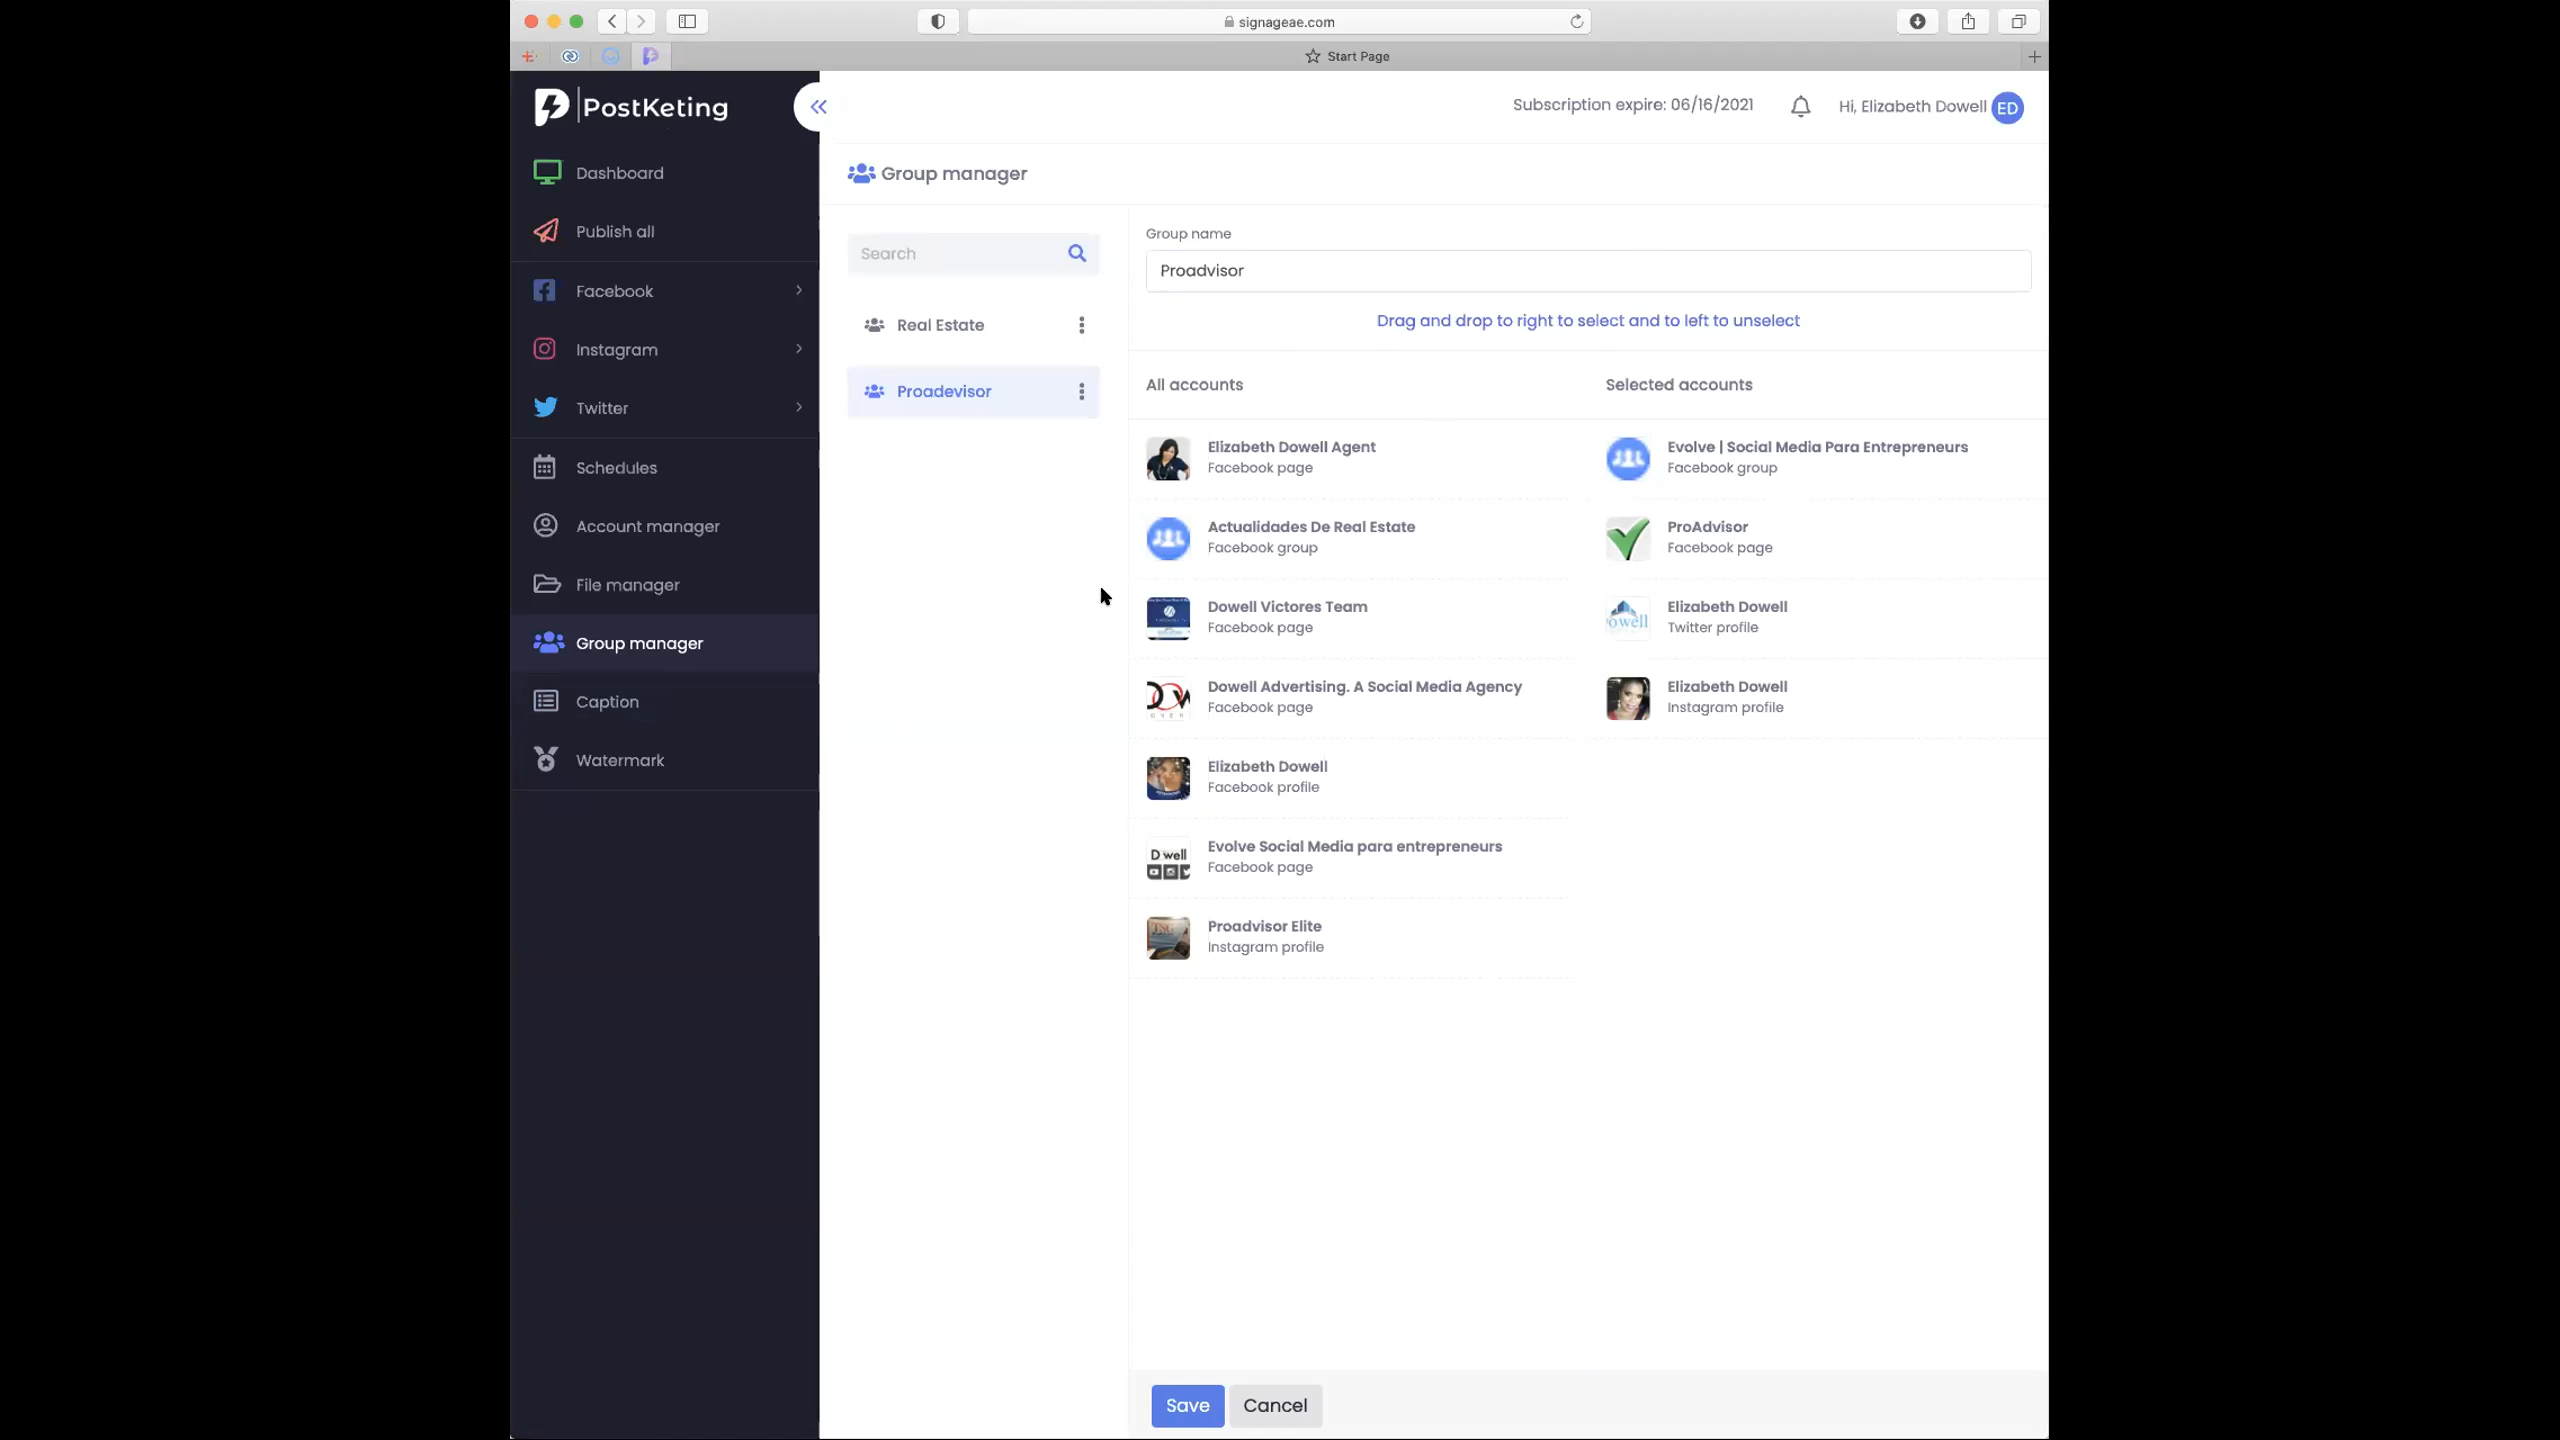 signageae.com
Start Page
PostKeting
Subscription expire: 06/16/2021
Hi, Elizabeth Dowell
ED
Dashboard
Publish all
Facebook
Instagram
Twitter
Schedules
Account manager
File manager
Group manager
Caption
Watermark
Group manager
Search
Real Estate
Proadevisor
Group name
Proadvisor
Drag and drop to right to select and to left to unselect
All accounts
Elizabeth Dowell Agent
Facebook page
Actualidades De Real Estate
Facebook group
Dowell Victores Team
Facebook page
Dowell Advertising. A Social Media Agency
Facebook page
Elizabeth Dowell
Facebook profile
D well
Evolve Social Media para entrepreneurs
Facebook page
Proadvisor Elite
Instagram profile
Selected accounts
Evolve | Social Media Para Entrepreneurs
Facebook group
ProAdvisor
Facebook page
owell
Elizabeth Dowell
Twitter profile
Elizabeth Dowell
Instagram profile
Save
Cancel